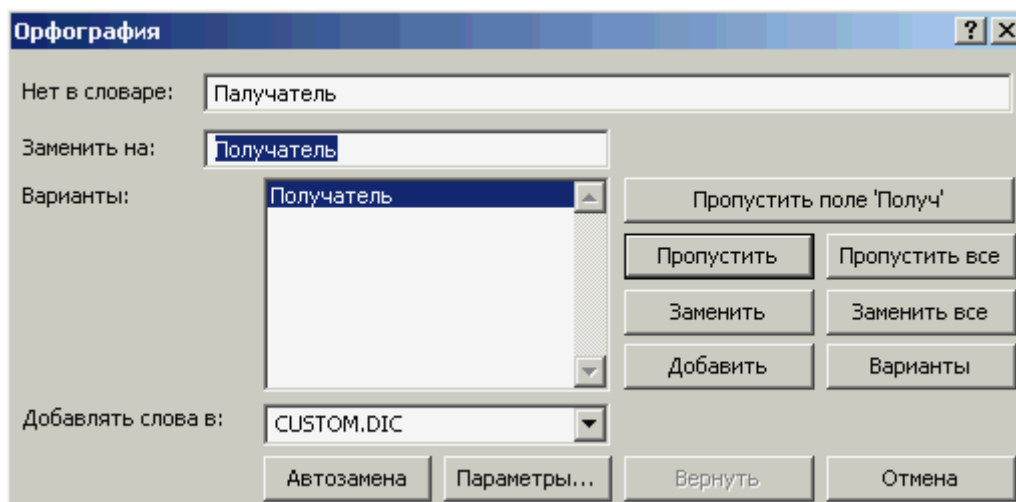 Орфография
Нет в словаре: Палучатель
Заменить на: Получатель
Варианты: Получатель
Пропустить поле 'Получ'
Пропустить Пропустить все
Заменить Заменить все
Добавить Варианты
Добавлять слова в: CUSTOM.DIC
Автозамена Параметры... Вернуть Отмена